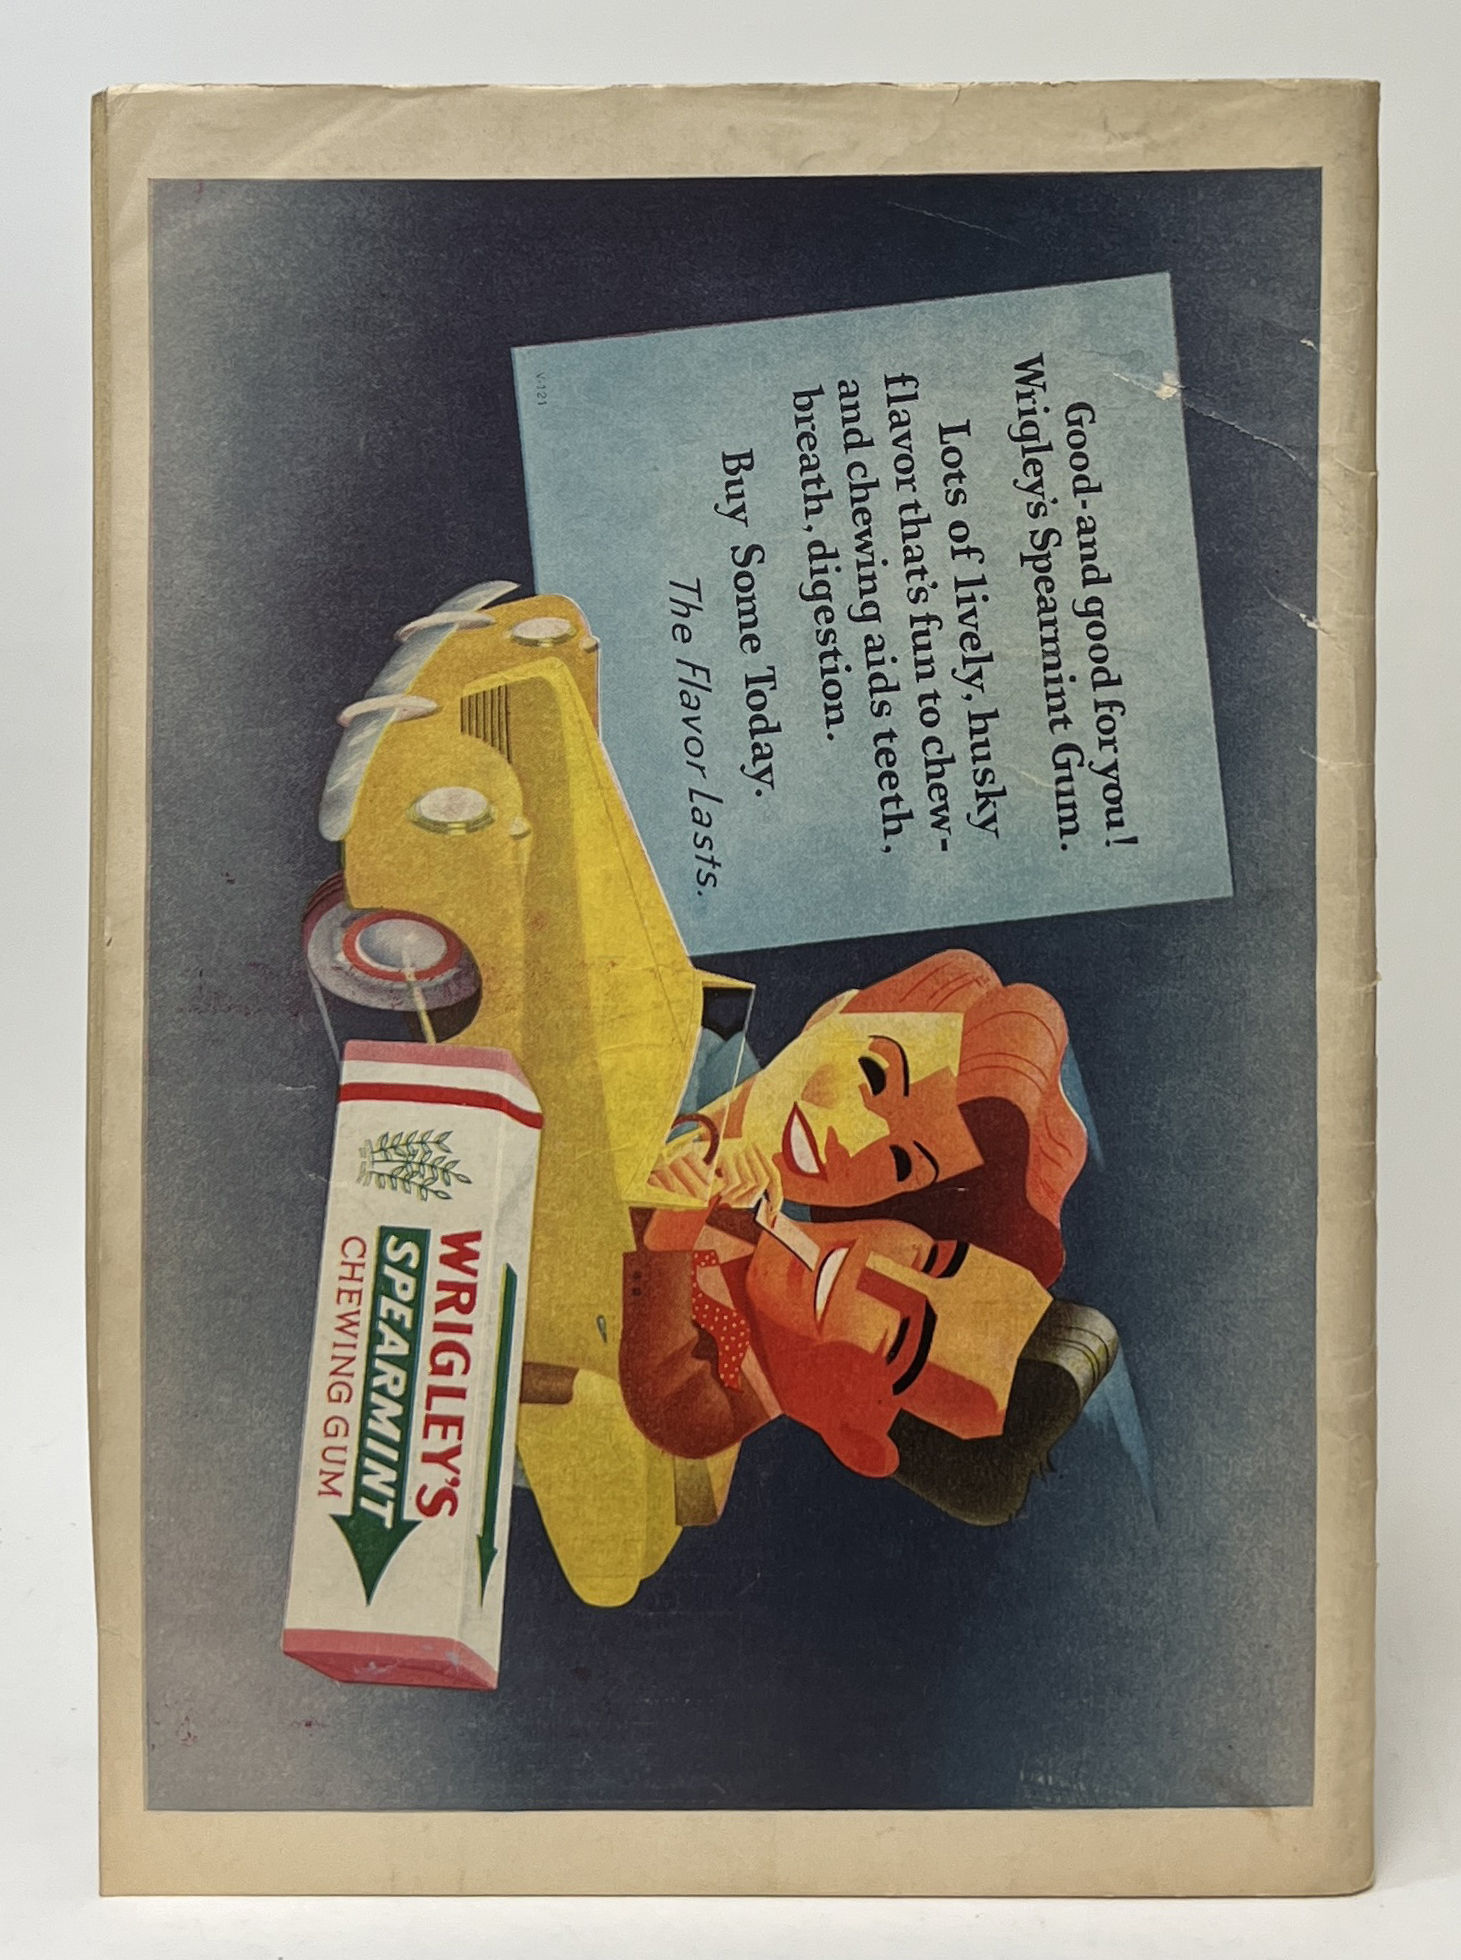 Good-and good for you!
Wrigley's Spearmint Gum.
Lots of lively, husky
flavor that's fun to chew-
and chewing aids teeth,
breath, digestion.
Buy Some Today.
The Flavor Lasts.
V-121
WRIGLEY'S
SPEARMINT
CHEWING GUM